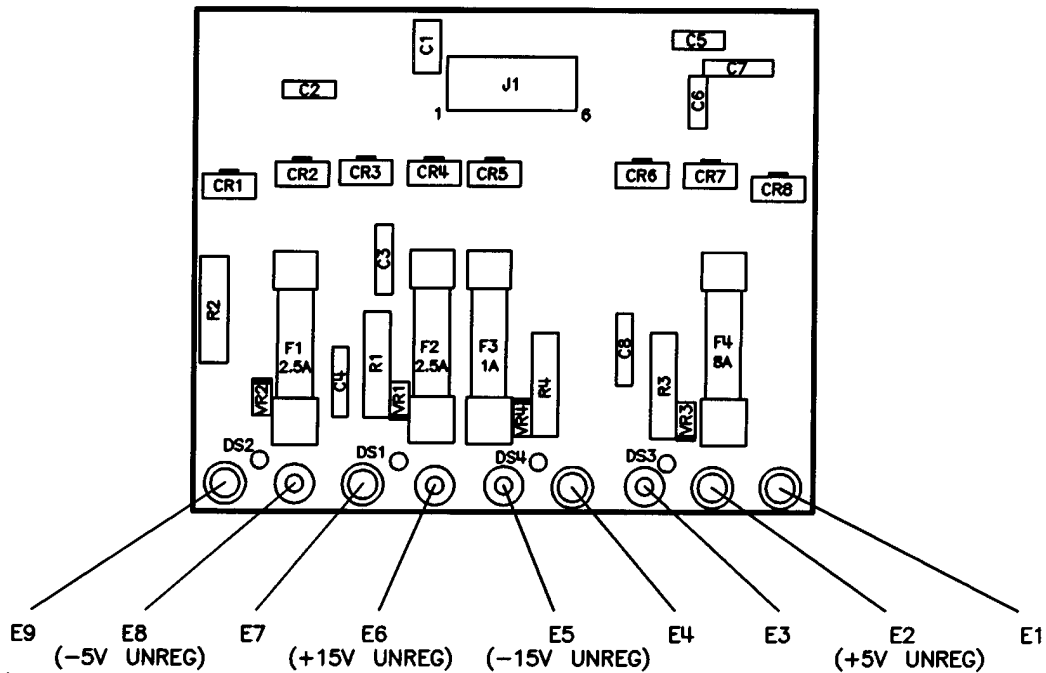 C1
C5
C7
C2
J1
C6
1
6
CR1
CR2
CR3
CR4
CR5
CR6
CR7
CR8
C3
R2
F1
2.5A
C4
R1
F2
2.5A
F3
1A
R4
C8
R3
F4
8A
VR2
VR1
VR4
VR3
DS2
DS1
DS4
DS3
E9
E8
E7
E6
E5
E4
E3
E2
E1
(-5V UNREG)
(+15V UNREG)
(-15V UNREG)
(+5V UNREG)